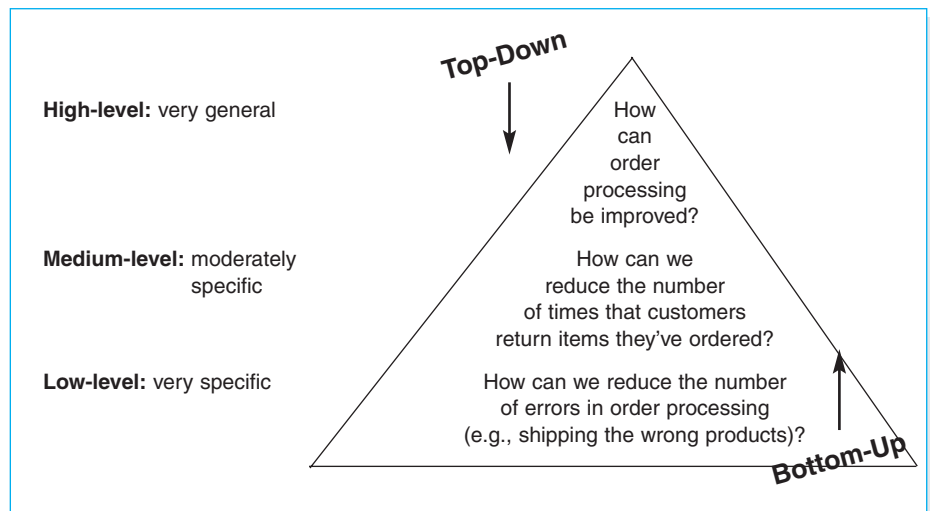 Top-Down
High-level: very general
How
can
order
processing
be improved?
Medium-level: moderately
specific
How can we
reduce the number
of times that customers
return items they’ve ordered?
Low-level: very specific
How can we reduce the number
of errors in order processing
(e.g., shipping the wrong products)?
Bottom-Up